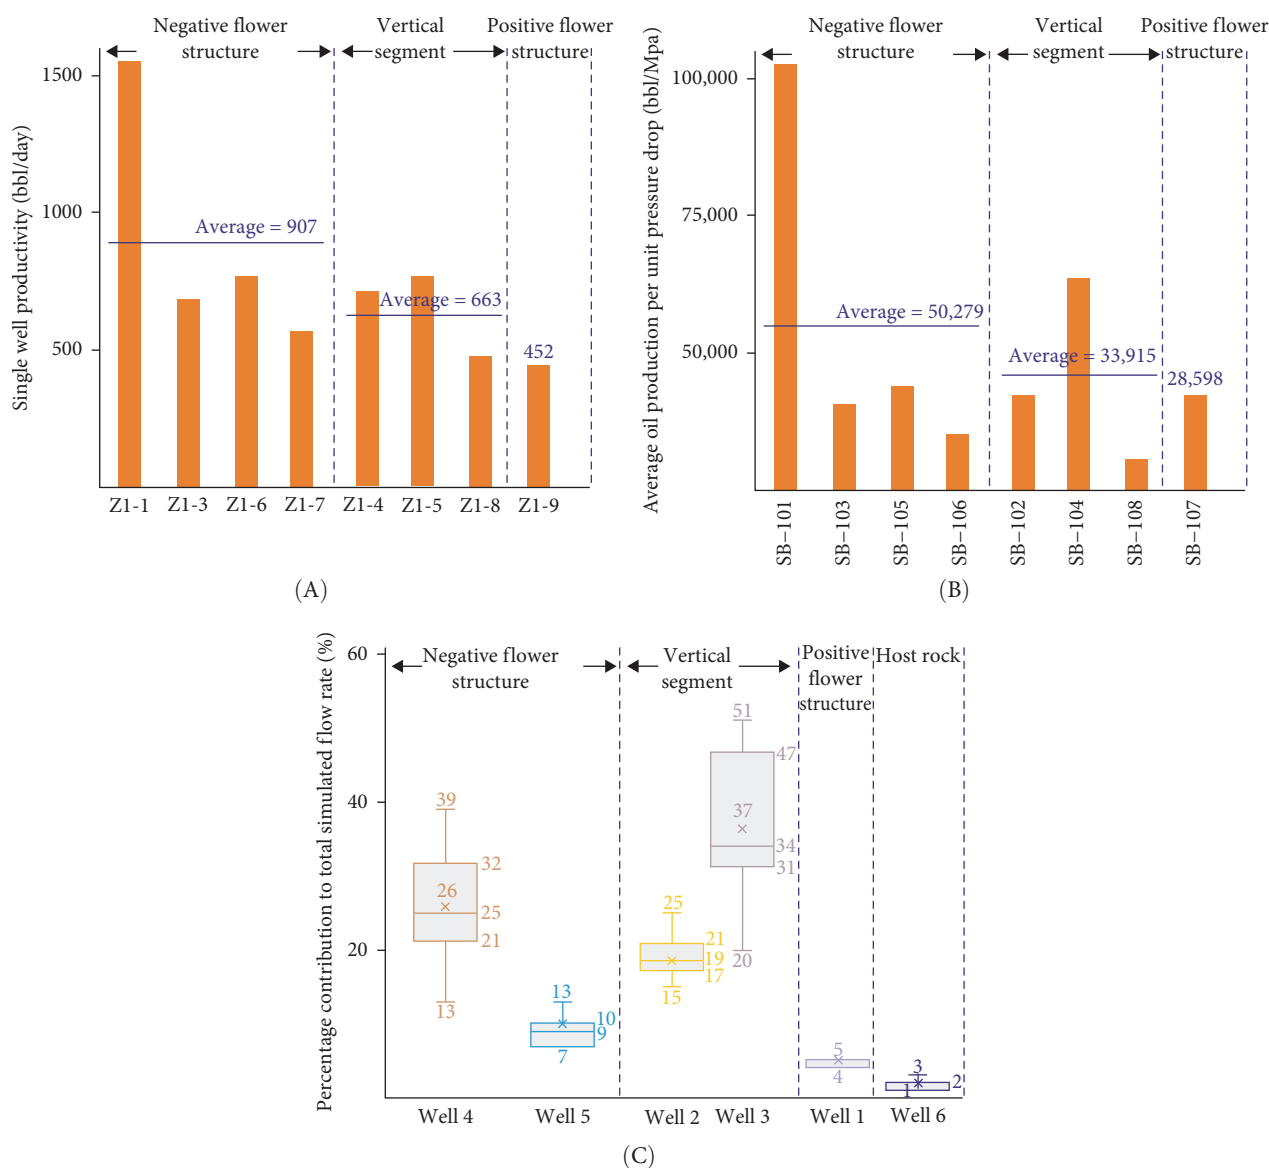 (A)
Single well productivity (bbl/day)
Negative flower
structure
Vertical
segment
Positive flower
structure
1500
1000
500
Average = 907
Average = 663
452
Z1-1 Z1-3 Z1-6 Z1-7 Z1-4 Z1-5 Z1-8 Z1-9
(B)
Average oil production per unit pressure drop (bbl/Mpa)
Negative flower
structure
Vertical
segment
Positive flower
structure
100,000
75,000
50,000
Average = 50,279
Average = 33,915
28,598
SB−101
SB−103
SB−105
SB−106
SB−102
SB−104
SB−108
SB−107
(C)
Percentage contribution to total simulated flow rate (%)
Negative flower
structure
Vertical
segment
Positive
flower
structure
Host rock
60
40
20
39
32
26
25
21
13
13
10
9
7
25
21
19
17
15
51
47
37
34
31
20
5
4
3
2
1
Well 4 Well 5 Well 2 Well 3 Well 1 Well 6